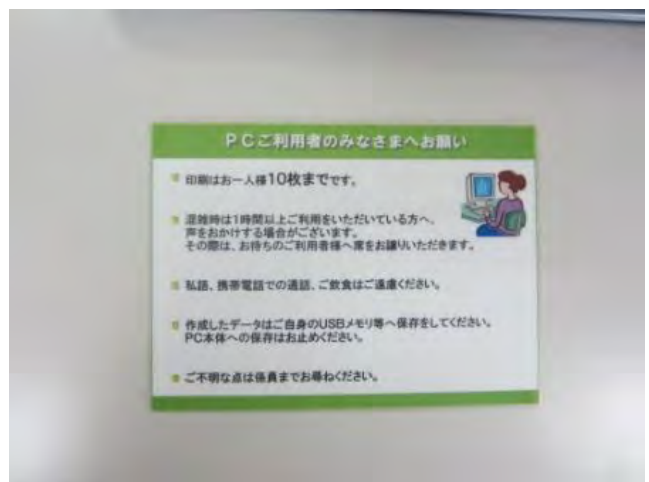 PCご利用者のみなさまへお願い
印刷はお一人様10枚までです。
混雑時は1時間以上ご利用をいただいている方へ、
声をおかけする場合がございます。
その際は、お待ちのご利用者様へ席をお譲りいただきます。
私語、携帯電話での通話、ご飲食はご遠慮ください。
作成したデータはご自身のUSBメモリ等へ保存をしてください。
PC本体への保存はお止めください。
ご不明な点は係員までお尋ねください。